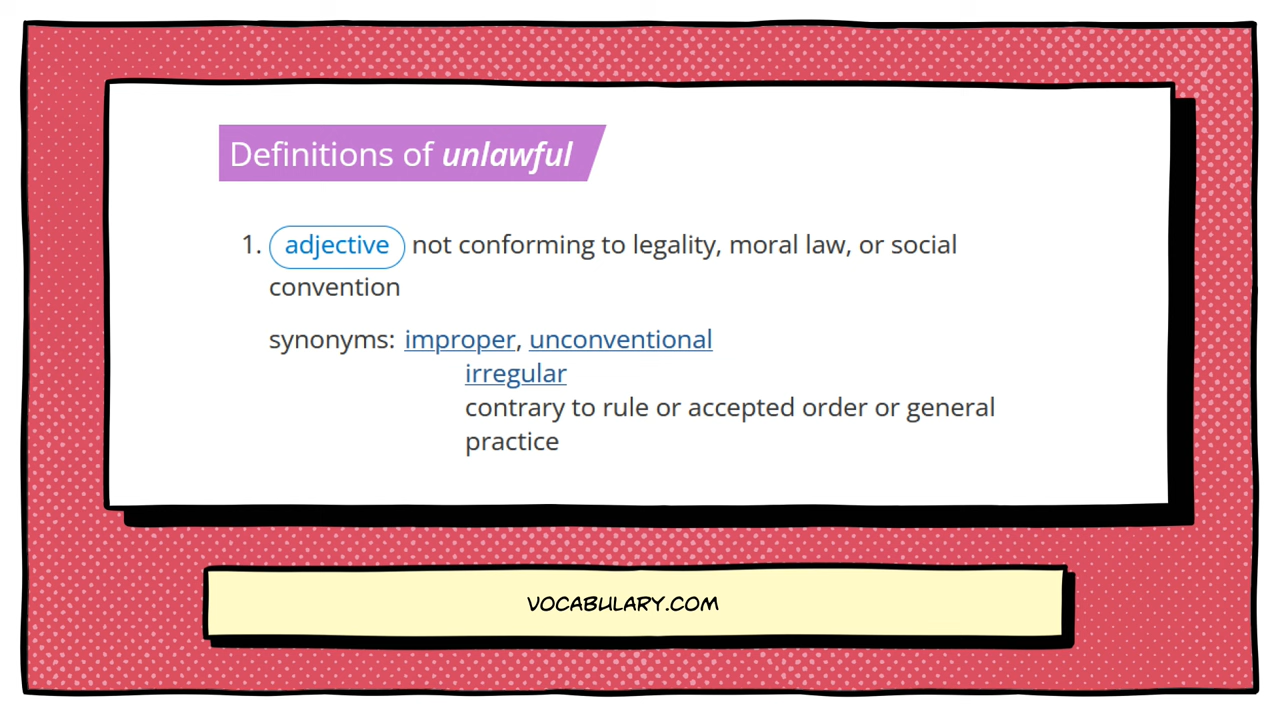 Definitions of unlawful
1. adjective not conforming to legality, moral law, or social
convention
synonyms: improper, unconventional
irregular
contrary to rule or accepted order or general
practice
VOCABULARY.COM